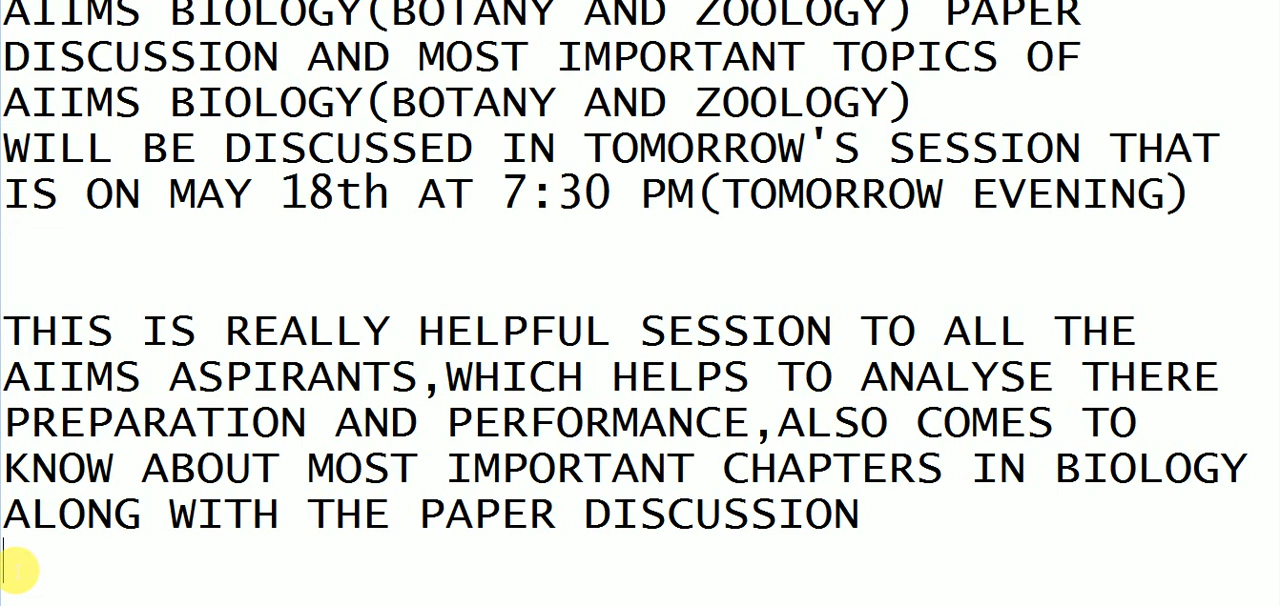 AIIMS BIOLOGY(BOTANY AND ZOOLOGY) PAPER
DISCUSSION AND MOST IMPORTANT TOPICS OF
AIIMS BIOLOGY(BOTANY AND ZOOLOGY)
WILL BE DISCUSSED IN TOMORROW'S SESSION THAT
IS ON MAY 18th AT 7:30 PM(TOMORROW EVENING)
THIS IS REALLY HELPFUL SESSION TO ALL THE
AIIMS ASPIRANTS,WHICH HELPS TO ANALYSE THERE
PREPARATION AND PERFORMANCE,ALSO COMES TO
KNOW ABOUT MOST IMPORTANT CHAPTERS IN BIOLOGY
ALONG WITH THE PAPER DISCUSSION